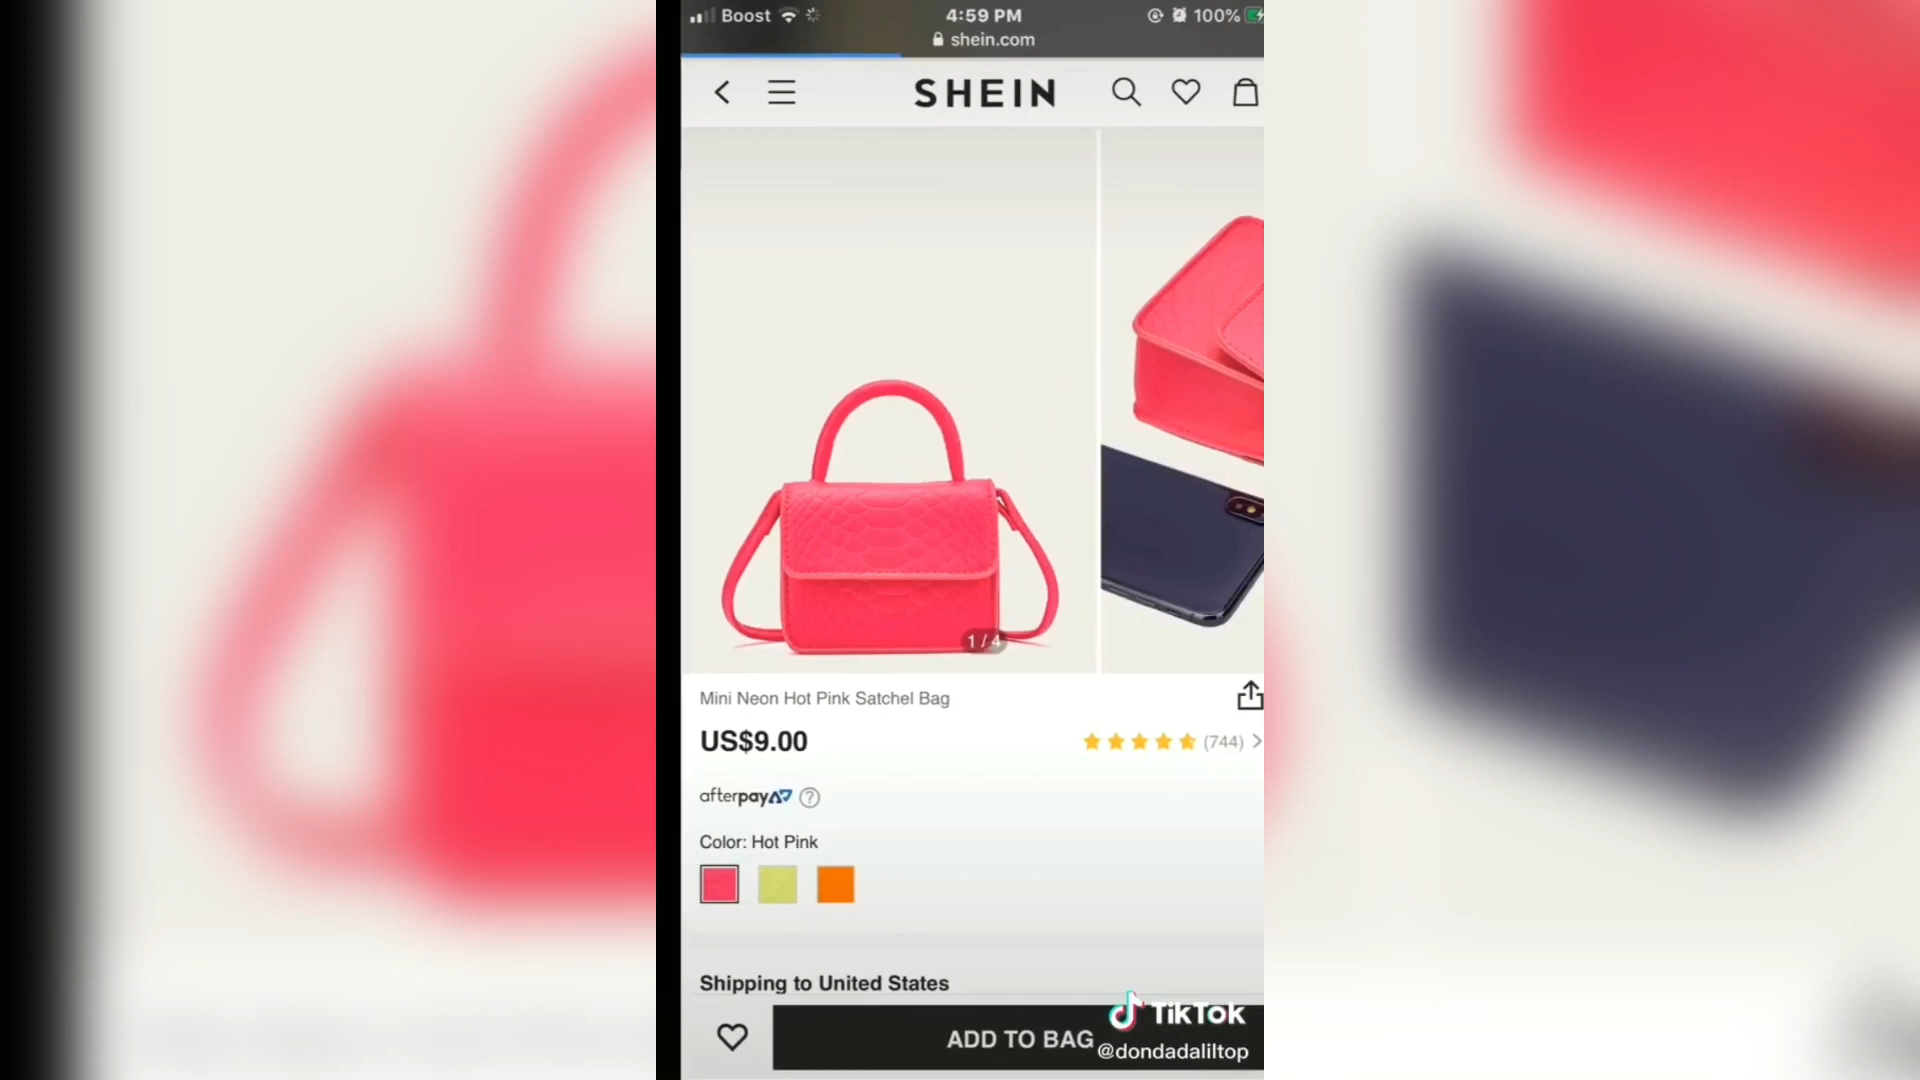 Boost 4:59 PM 100%
shein.com
SHEIN
1/4
Mini Neon Hot Pink Satchel Bag
US$9.00
(744)
afterpay
?
Color: Hot Pink
Shipping to United States
ADD TO BAG
TikTok
@dondadaliltop